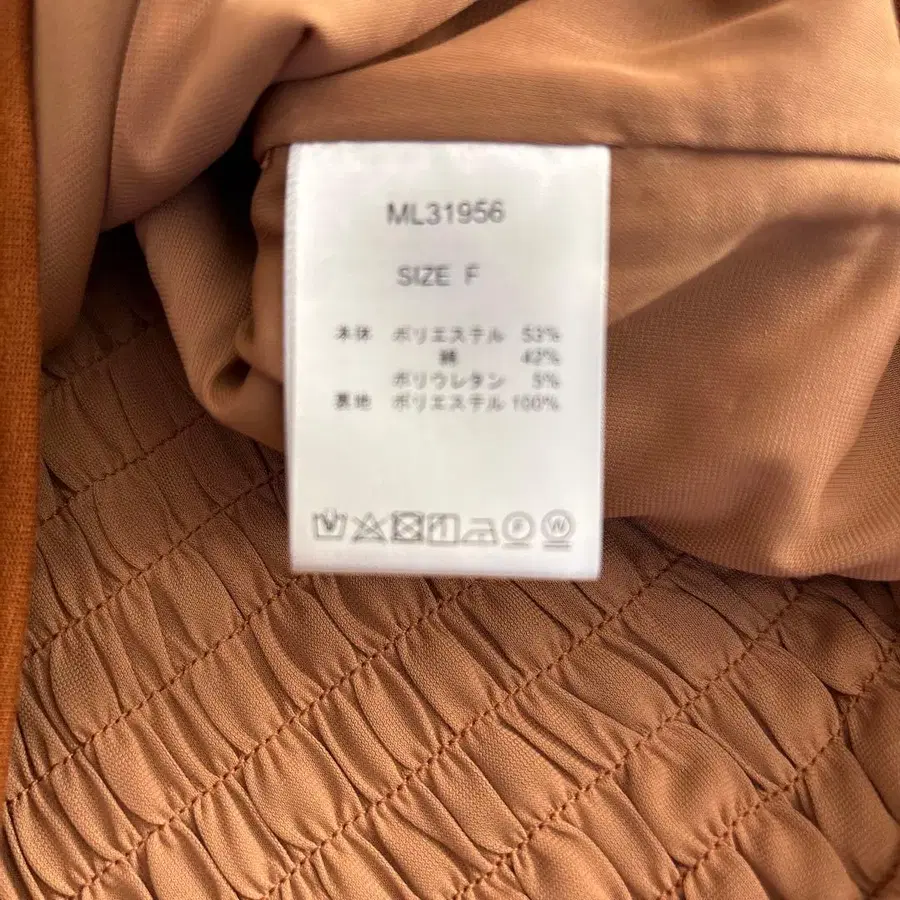 ML31956
SIZE F
本体 ポリエステル 53%
綿 42%
ポリウレタン 5%
裏地 ポリエステル 100%
F W